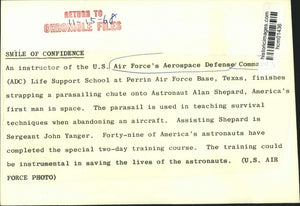 RETURN TO
11-15-68
GERSAULT FILES
SMILE OF CONFIDENCE
An instructor of the U.S. Air Force's Aerospace Defense Comma
(ADC) Life Support School at Perrin Air Force Base, Texas, finishes
strapping a parasailing chute onto Astronaut Alan Shepard, America's
first man in space. The parasail is used in teaching survival
techniques when abandoning an aircraft. Assisting Shepard is
Sergeant John Yanger. Forty-nine of America's astronauts have
completed the special two-day training course. The training could
be instrumental in saving the lives of the astronauts. (U.S. AIR
FORCE PHOTO)
historicimages.com